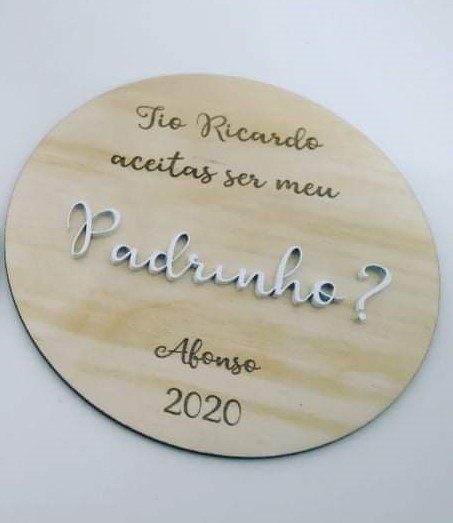 Tio Ricardo
aceitas ser meu
Padrinho?
Afonso
2020